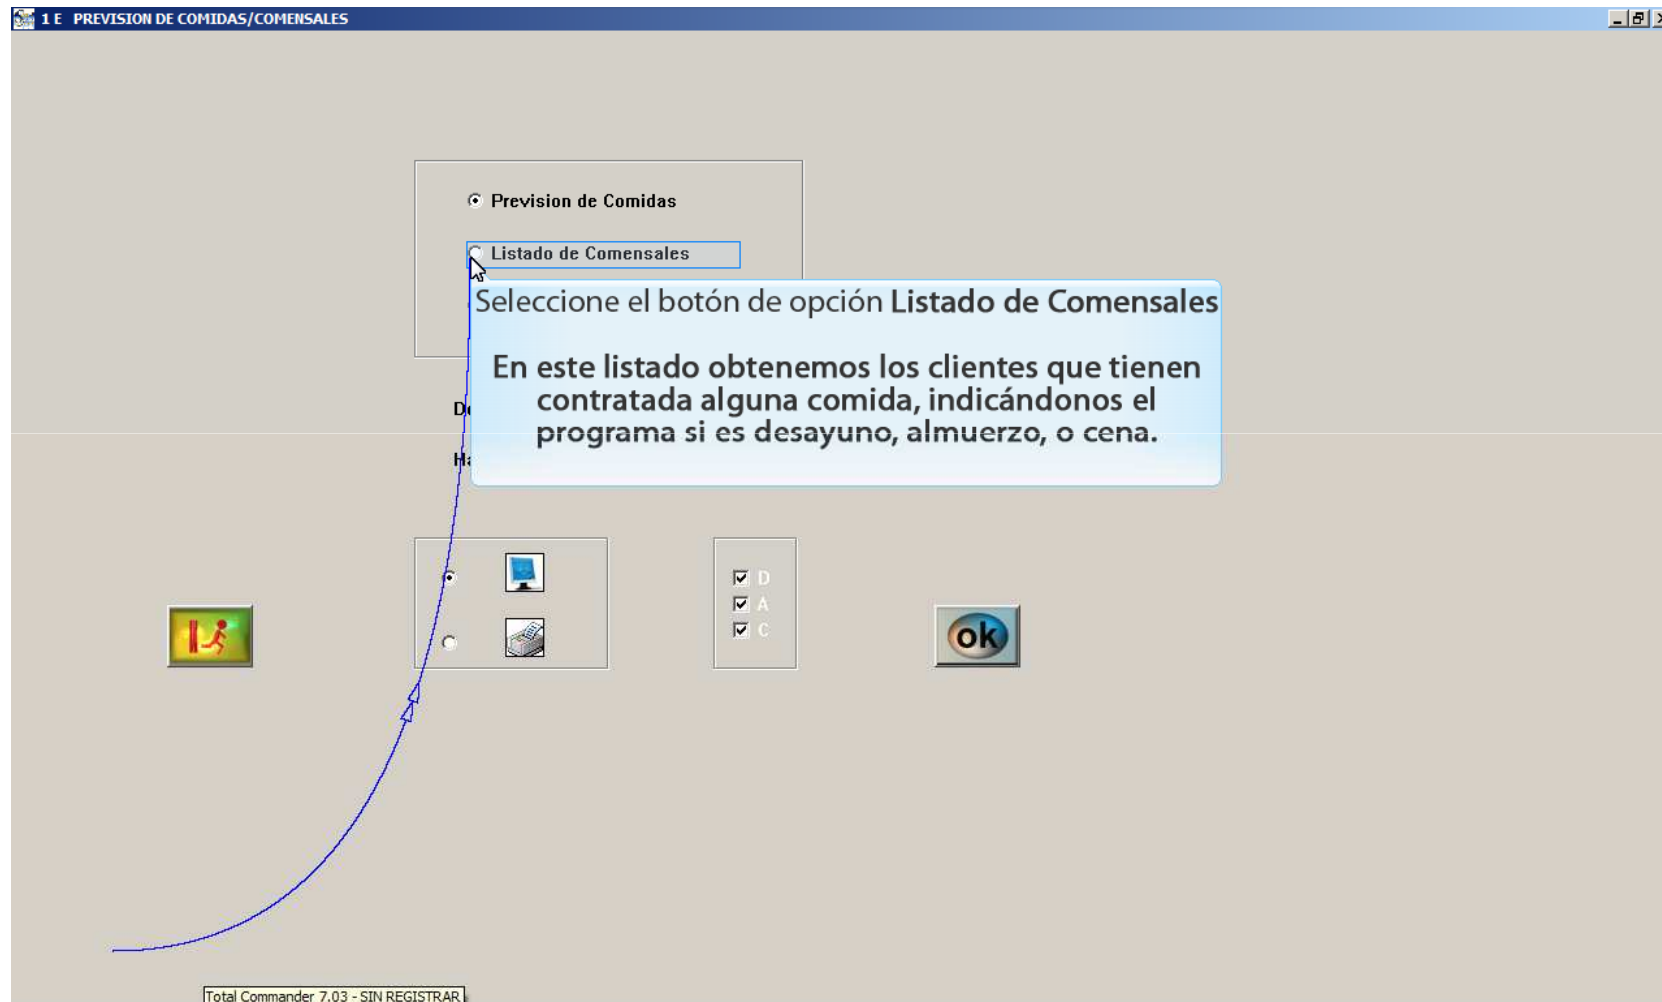 1 E PREVISION DE COMIDAS/COMENSALES
Prevision de Comidas
Listado de Comensales
Seleccione el botón de opción Listado de Comensales
En este listado obtenemos los clientes que tienen
contratada alguna comida, indicándonos el
programa si es desayuno, almuerzo, o cena.
D
A
C
ok
Total Commander 7.03 - SIN REGISTRAR